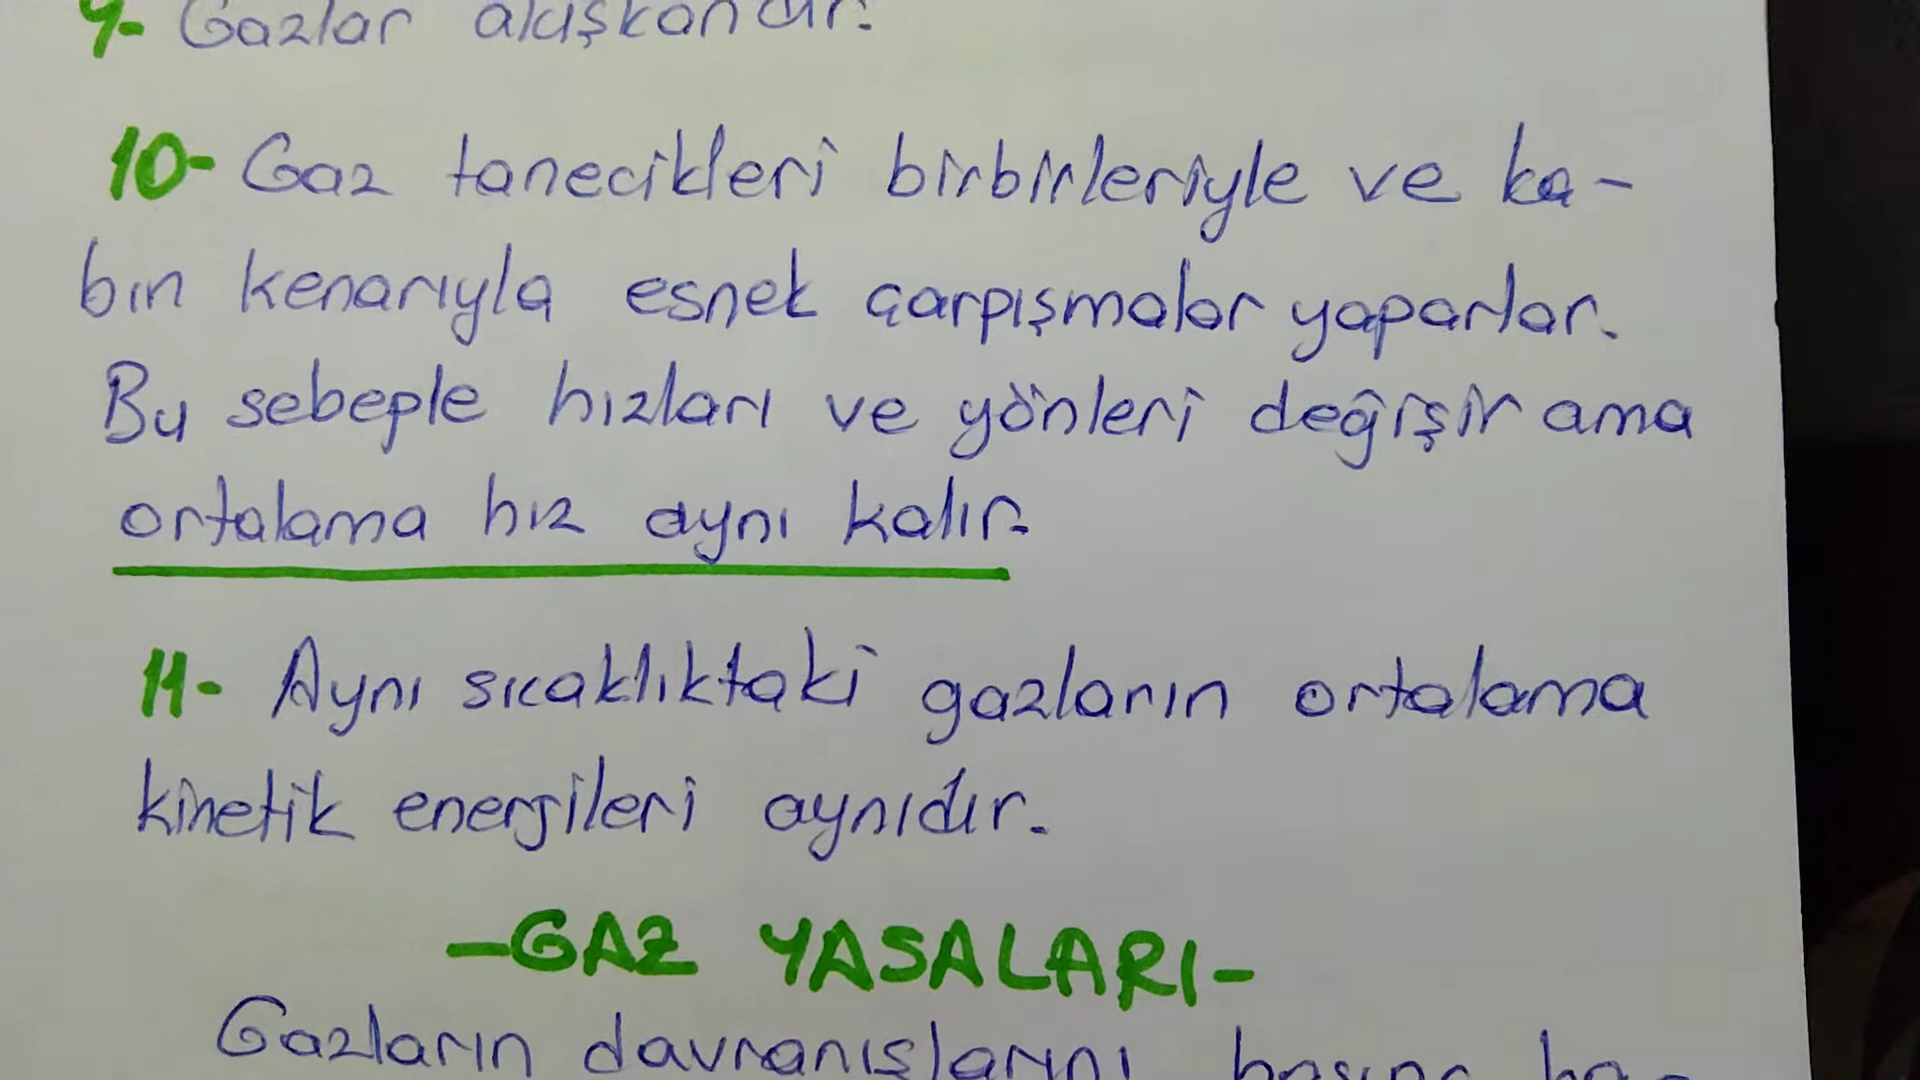 9- Gazlar akışkandır.
10- Gaz tanecikleri birbirleriyle ve ka-
bın kenarıyla esnek çarpışmalar yaparlar.
Bu sebeple hızları ve yönleri değişir ama
ortalama hız aynı kalır.
11- Aynı sıcaklıktaki gazların ortalama
kinetik enerjileri aynıdır.
-GAZ YASALARI-
Gazların davranışlarını